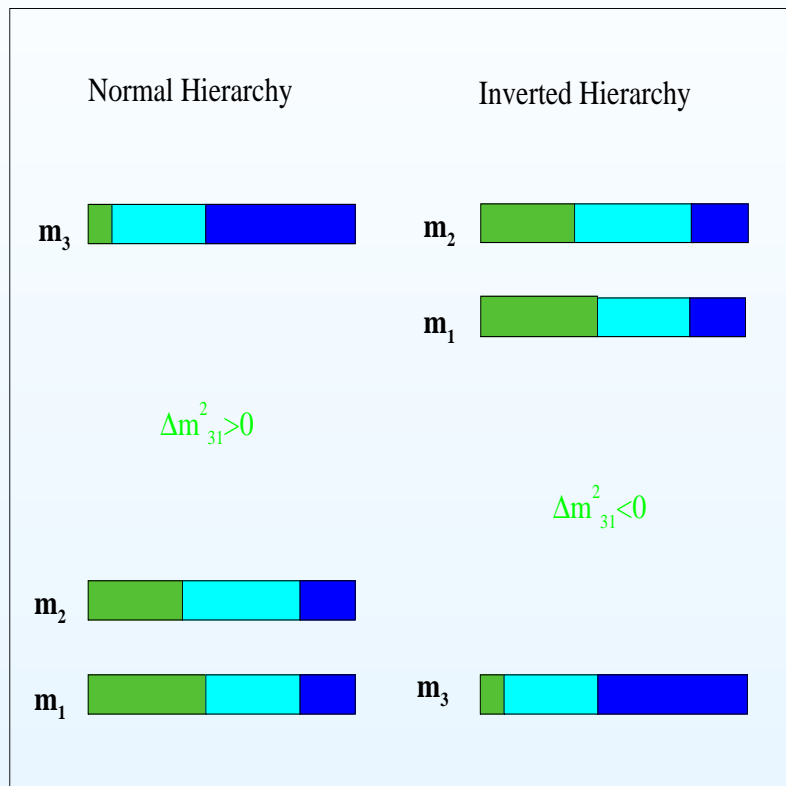 Normal Hierarchy
Inverted Hierarchy
m₃
m₂
m₁
Δm²₃₁>0
Δm²₃₁<0
m₂
m₁
m₃